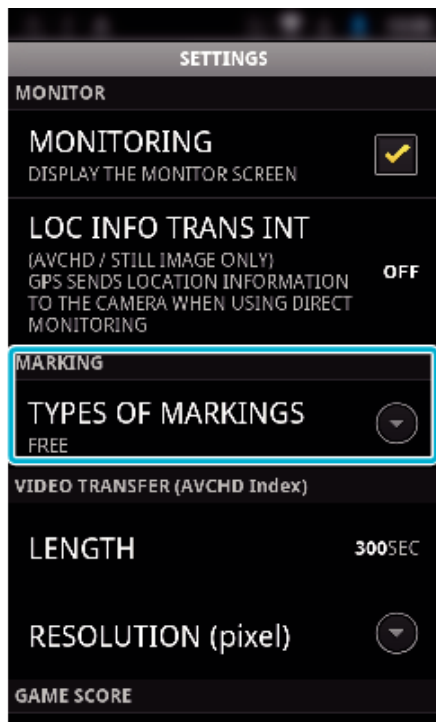 SETTINGS
MONITOR
MONITORING
DISPLAY THE MONITOR SCREEN
LOC INFO TRANS INT
(AVCHD / STILL IMAGE ONLY)
GPS SENDS LOCATION INFORMATION
OFF
TO THE CAMERA WHEN USING DIRECT
MONITORING
MARKING
TYPES OF MARKINGS
FREE
VIDEO TRANSFER (AVCHD Index)
LENGTH 300SEC
RESOLUTION (pixel)
GAME SCORE